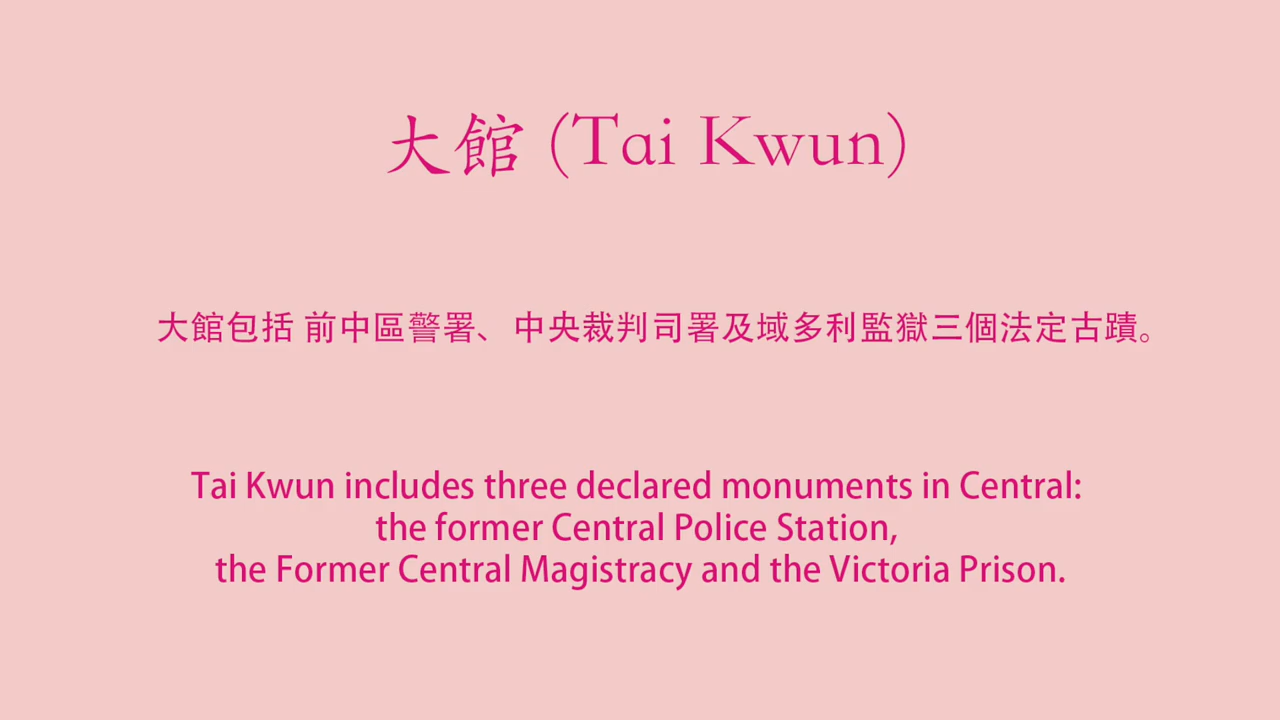 大館 (Tai Kwun)
大館包括 前中區警署、中央裁判司署及域多利監獄三個法定古蹟。
Tai Kwun includes three declared monuments in Central:
the former Central Police Station,
the Former Central Magistracy and the Victoria Prison.